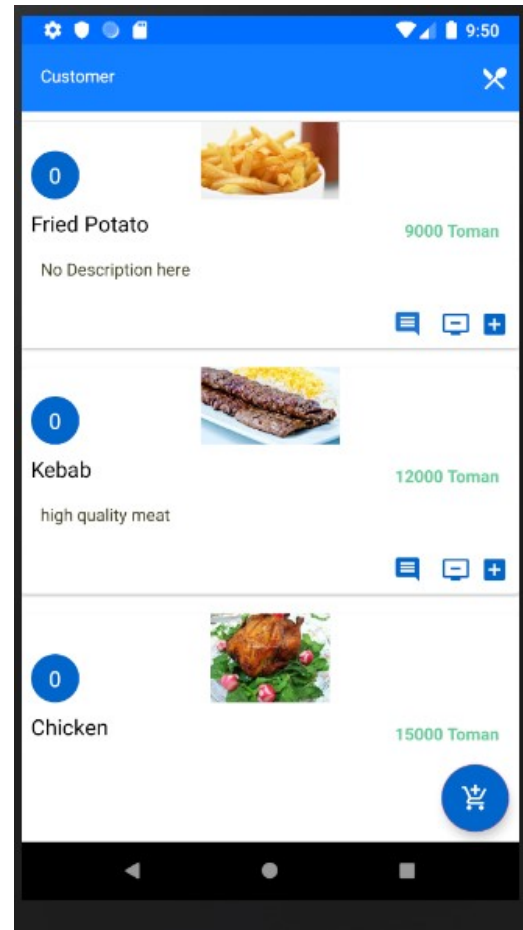 9:50
Customer
0
Fried Potato
9000 Toman
No Description here
0
Kebab
12000 Toman
high quality meat
0
Chicken
15000 Toman